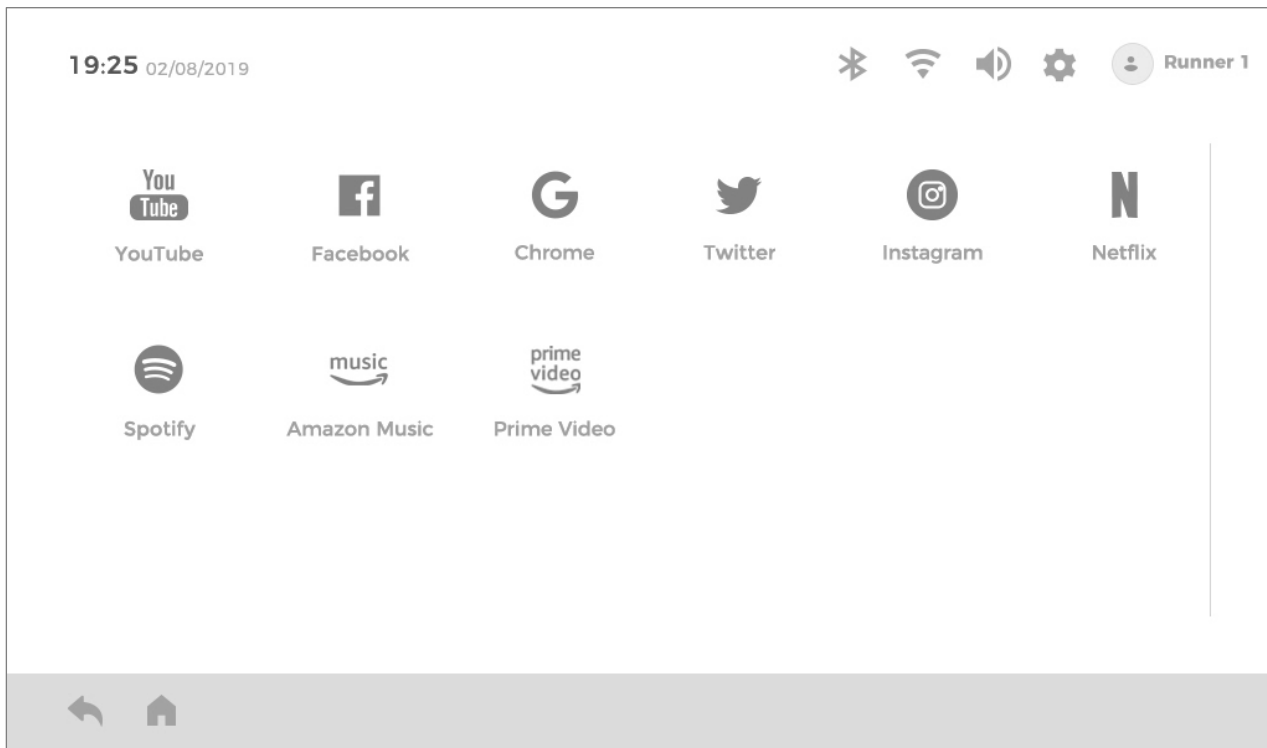 19:25 02/08/2019
Runner 1
You
Tube
YouTube
Facebook
Chrome
Twitter
Instagram
Netflix
music
prime
video
Spotify
Amazon Music
Prime Video